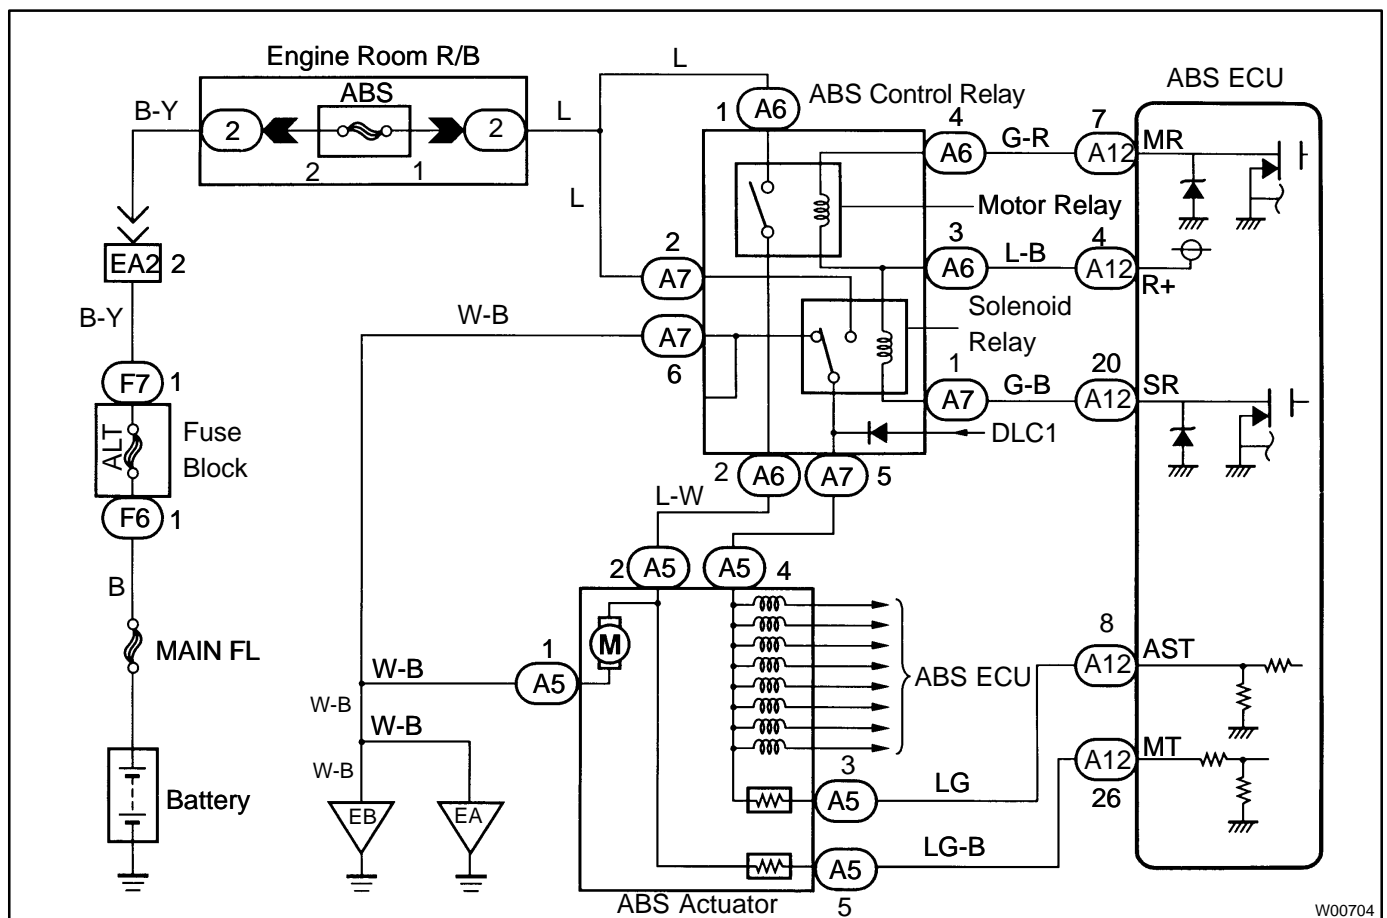 Engine Room R/B
L
ABS Control Relay
ABS ECU
B-Y
ABS
2
2
2
1
L
1
A6
4
A6
G-R
7
A12
MR
L
Motor Relay
2
A7
3
A6
L-B
4
A12
R+
EA2
2
B-Y
W-B
A7
6
Solenoid
Relay
F7
1
1
A7
G-B
20
A12
SR
ALT
Fuse
Block
DLC1
F6
1
2
A6
A7
5
L-W
B
2
A5
A5
4
MAIN FL
M
1
A5
W-B
W-B
W-B
W-B
ABS ECU
8
A12
AST
Battery
EB
EA
3
A5
LG
A12
26
MT
A5
5
LG-B
ABS Actuator
W00704